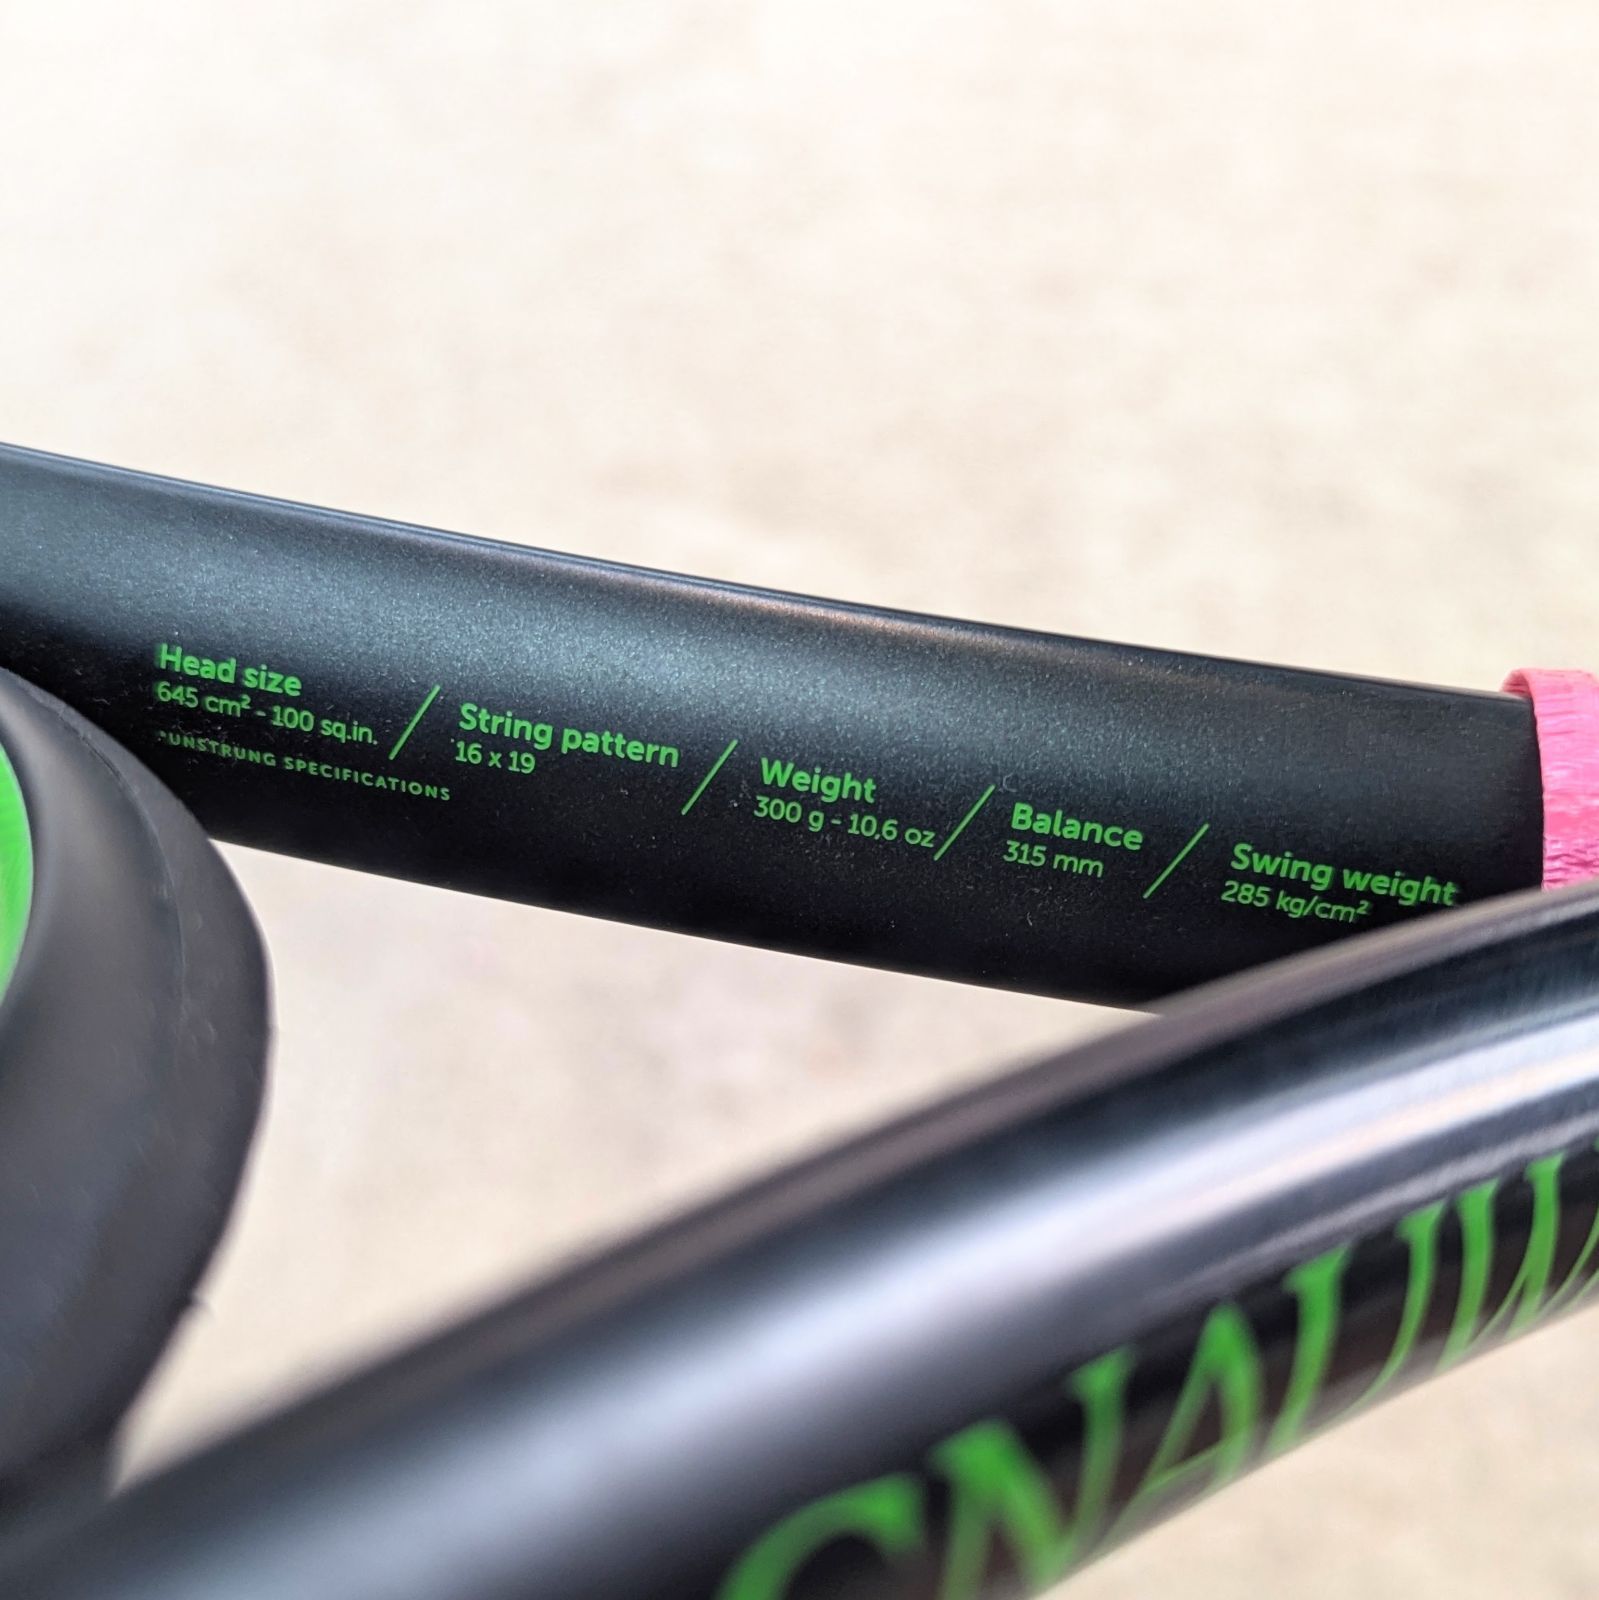 Head size
645 cm² - 100 sq.in.
*UNSTRUNG SPECIFICATIONS
String pattern
16 x 19
Weight
300 g - 10.6 oz
Balance
315 mm
Swing weight
285 kg/cm²